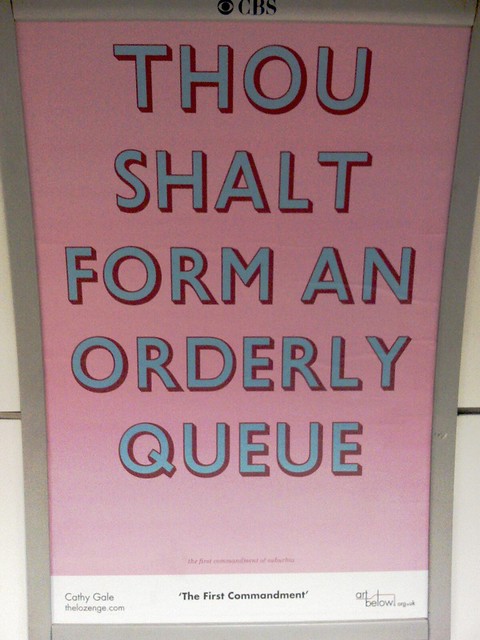 CBS
THOU
SHALT
FORM AN
ORDERLY
QUEUE
the first commandment of suburbia
Cathy Gale
'The First Commandment'
art
below.org.uk
thelozenge.com